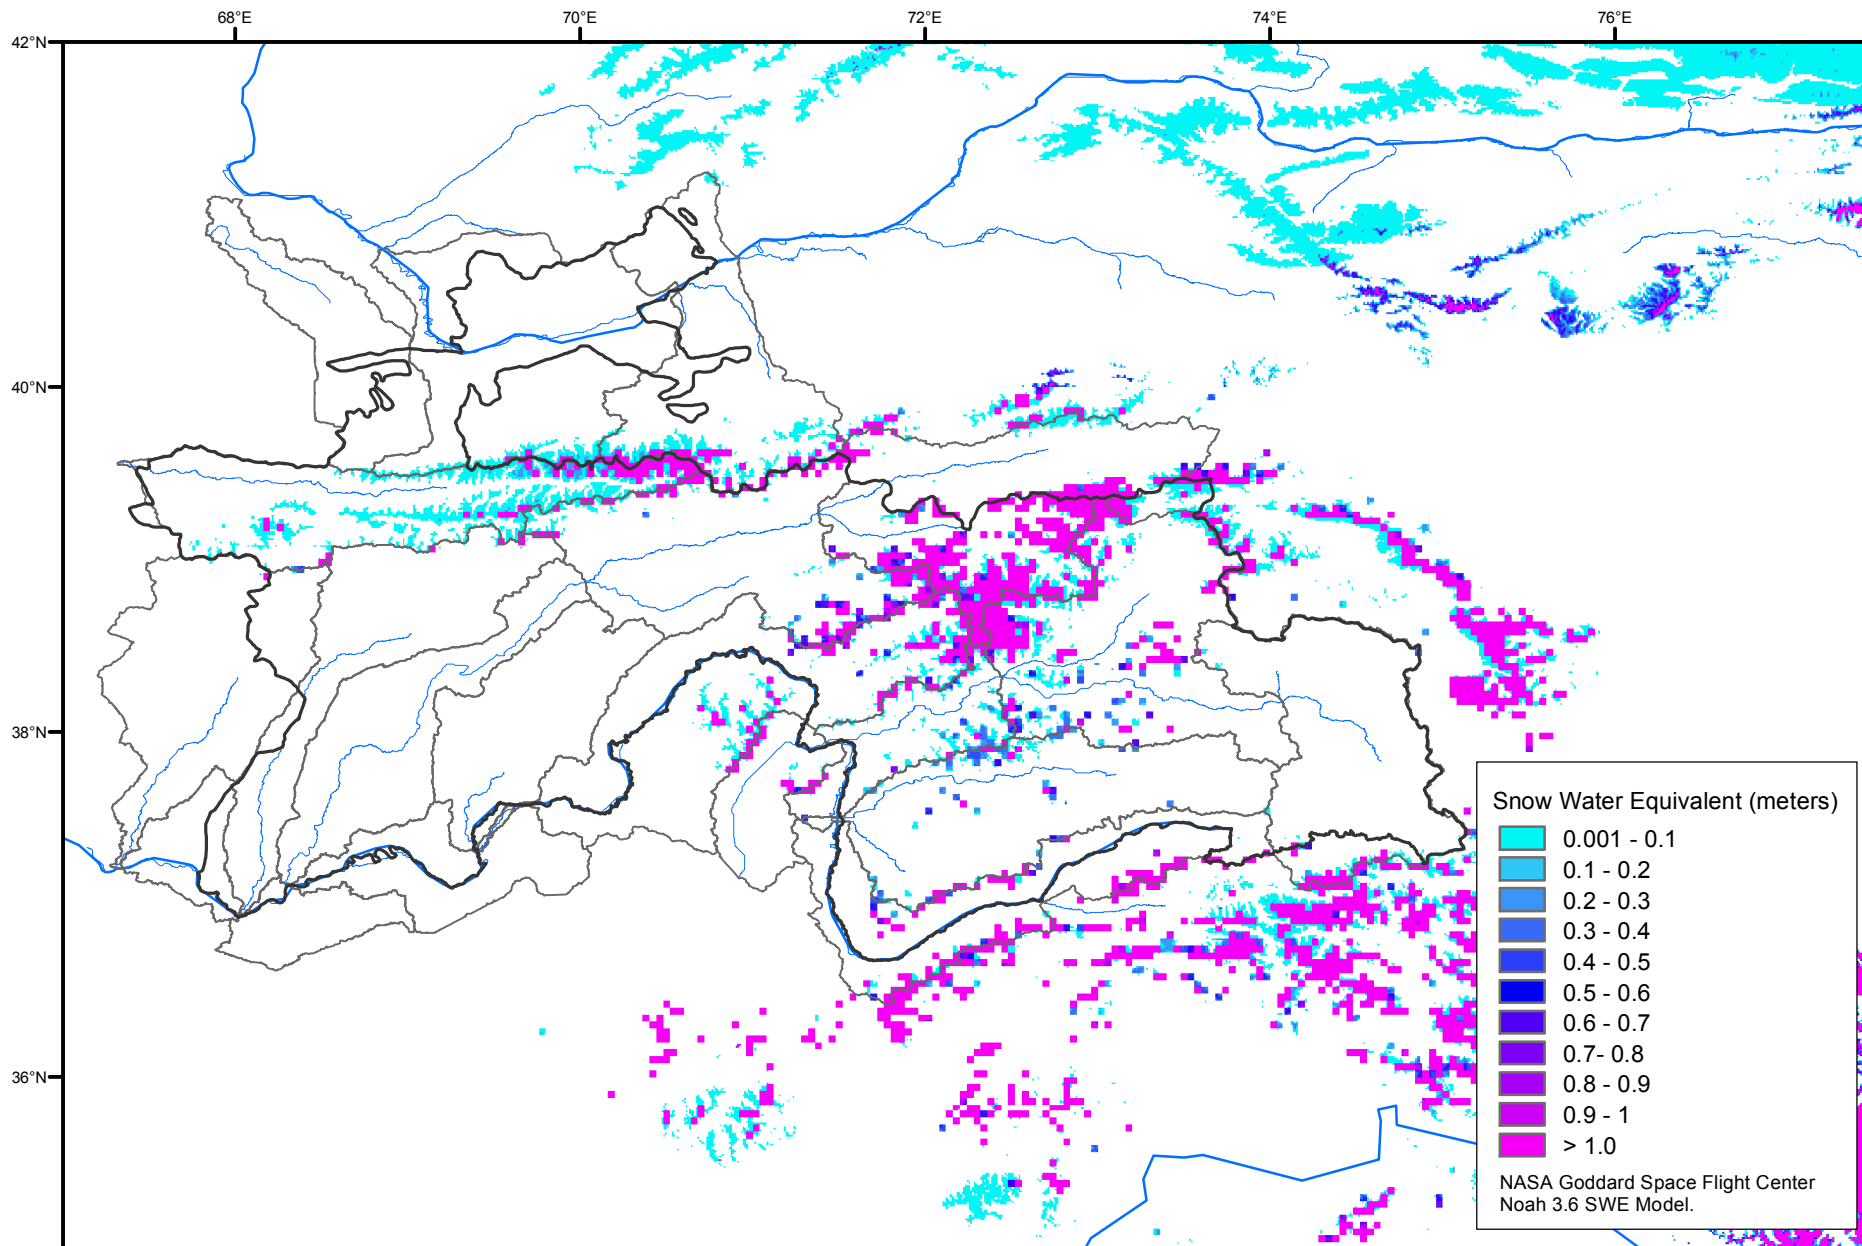 68°E 70°E 72°E 74°E 76°E
42°N
40°N
38°N
36°N
Snow Water Equivalent (meters)
0.001 - 0.1
0.1 - 0.2
0.2 - 0.3
0.3 - 0.4
0.4 - 0.5
0.5 - 0.6
0.6 - 0.7
0.7- 0.8
0.8 - 0.9
0.9 - 1
> 1.0
NASA Goddard Space Flight Center
Noah 3.6 SWE Model.